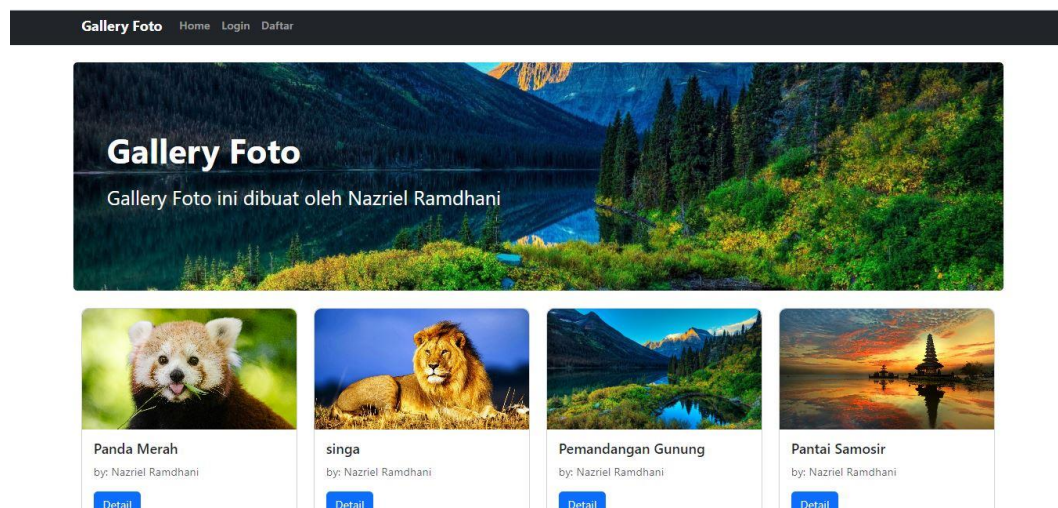 Gallery Foto Home Login Daftar
Gallery Foto
Gallery Foto ini dibuat oleh Nazriel Ramdhani
Panda Merah
by: Nazriel Ramdhani
Detail
singa
by: Nazriel Ramdhani
Detail
Pemandangan Gunung
by: Nazriel Ramdhani
Detail
Pantai Samosir
by: Nazriel Ramdhani
Detail